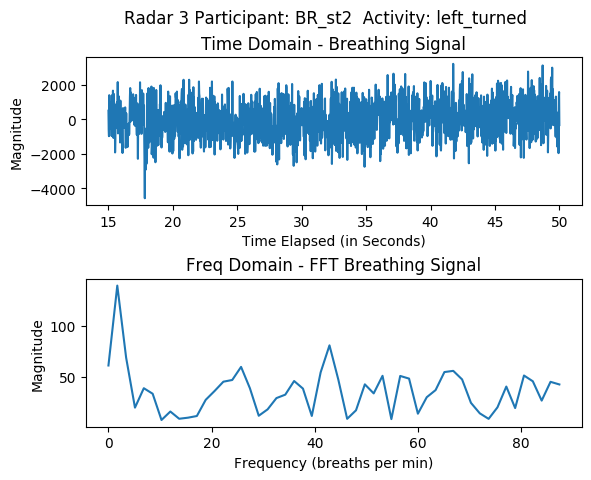 Radar 3 Participant: BR_st2  Activity: left_turned
Time Domain - Breathing Signal
Magnitude
2000
0
−2000
−4000
15 20 25 30 35 40 45 50
Time Elapsed (in Seconds)
Freq Domain - FFT Breathing Signal
Magnitude
100
50
0 20 40 60 80
Frequency (breaths per min)